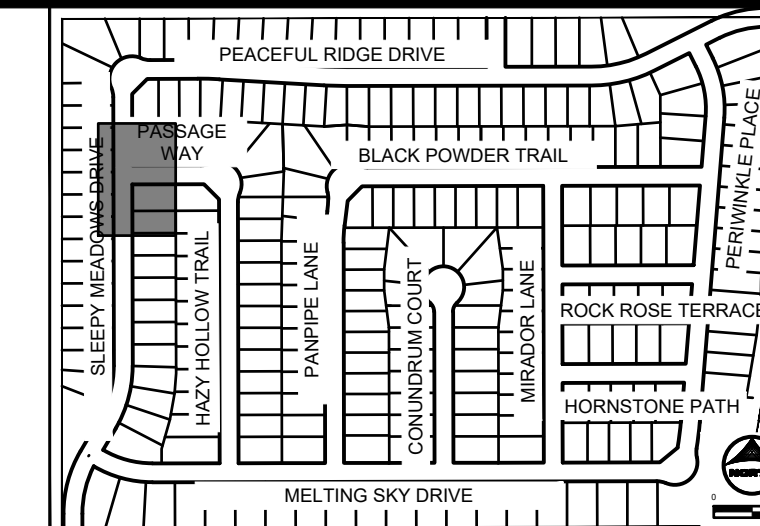 PEACEFUL RIDGE DRIVE
PASSAGE
WAY
BLACK POWDER TRAIL
PERIWINKLE PLACE
SLEEPY MEADOWS DRIVE
HAZY HOLLOW TRAIL
PANPIPE LANE
CONUNDRUM COURT
MIRADOR LANE
ROCK ROSE TERRACE
HORNSTONE PATH
MELTING SKY DRIVE
0